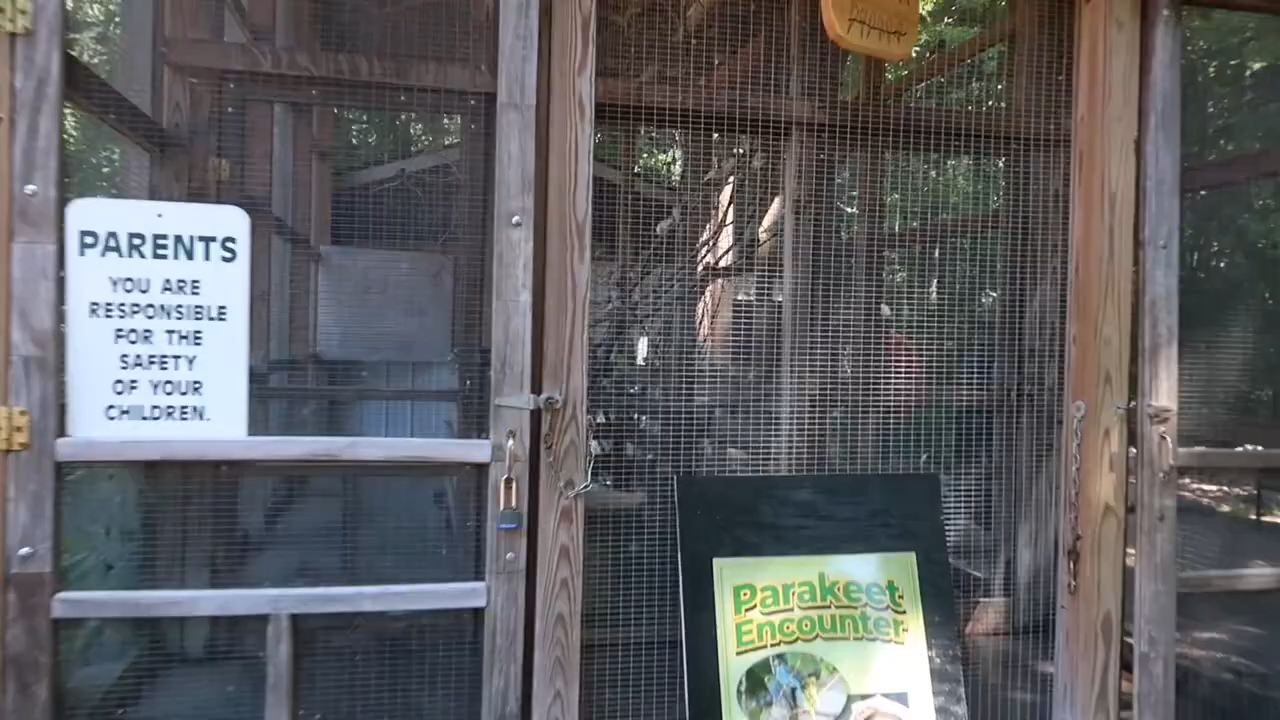 PARENTS
YOU ARE
RESPONSIBLE
FOR THE
SAFETY
OF YOUR
CHILDREN.
Parakeet
Encounter